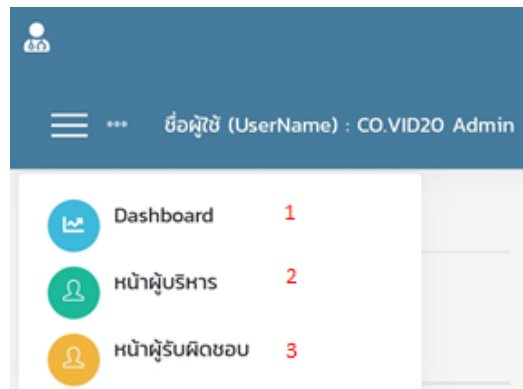 ••• ชื่อผู้ใช้ (UserName) : CO.VID20 Admin
Dashboard 1
หน้าผู้บริหาร 2
หน้าผู้รับผิดชอบ 3